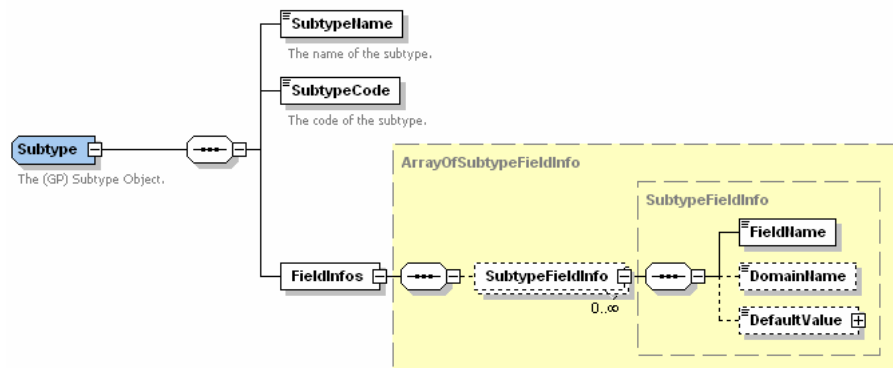 SubtypeName
The name of the subtype.
SubtypeCode
The code of the subtype.
Subtype
The (GP) Subtype Object.
ArrayOfSubtypeFieldInfo
SubtypeFieldInfo
FieldName
FieldInfos
SubtypeFieldInfo
0..∞
DomainName
DefaultValue